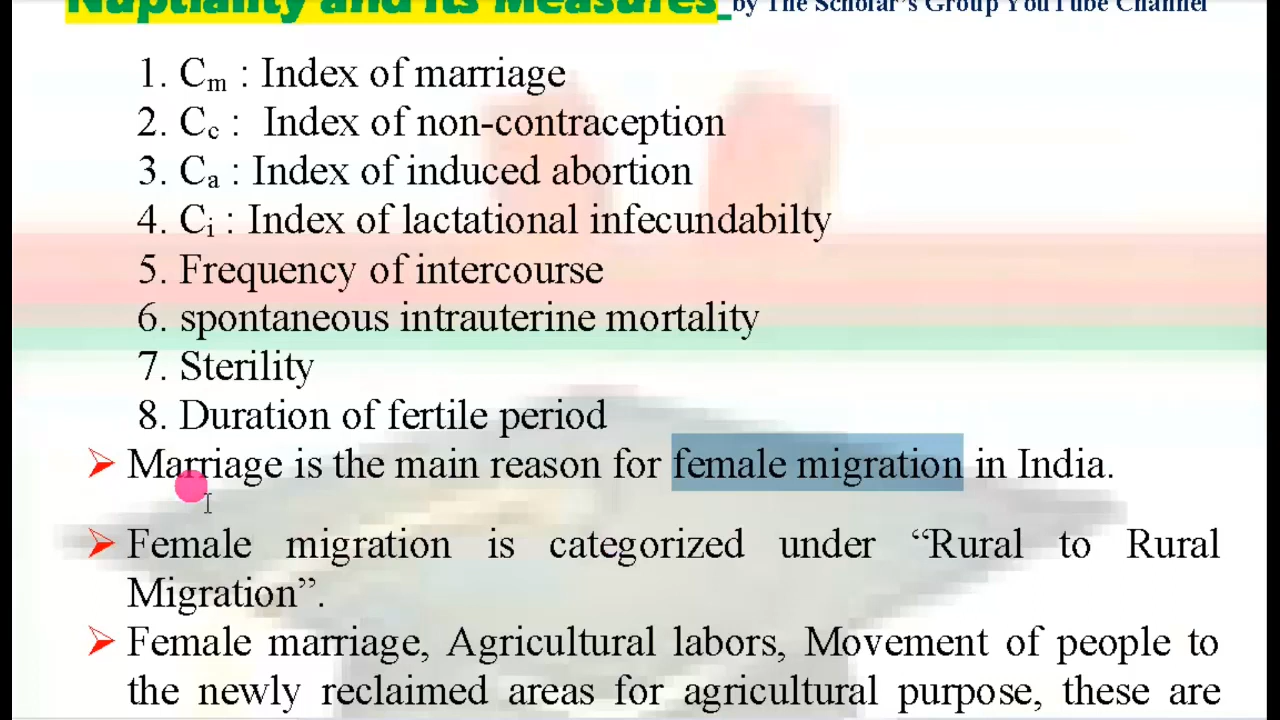 Nuptiality and its Measures by The Scholar's Group YouTube Channel
1. Cm : Index of marriage
2. Cc : Index of non-contraception
3. Ca : Index of induced abortion
4. Ci : Index of lactational infecundabilty
5. Frequency of intercourse
6. spontaneous intrauterine mortality
7. Sterility
8. Duration of fertile period
➢ Marriage is the main reason for female migration in India.
➢ Female migration is categorized under “Rural to Rural
Migration”.
➢ Female marriage, Agricultural labors, Movement of people to
the newly reclaimed areas for agricultural purpose, these are